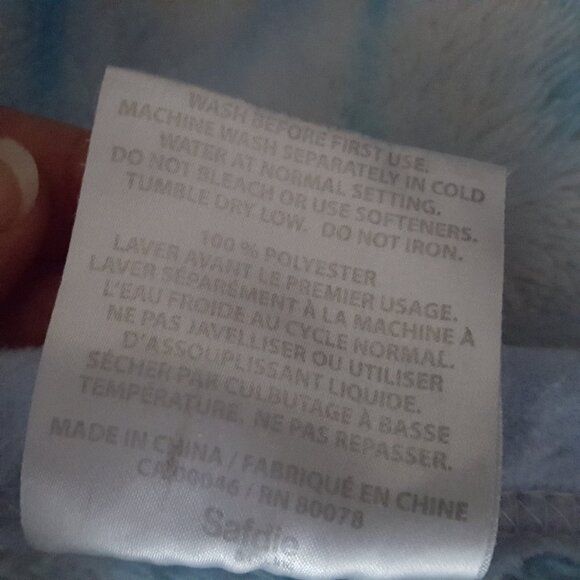 WASH BEFORE FIRST USE.
MACHINE WASH SEPARATELY IN COLD
WATER AT NORMAL SETTING.
DO NOT BLEACH OR USE SOFTENERS.
TUMBLE DRY LOW. DO NOT IRON.
100 % POLYESTER
LAVER AVANT LE PREMIER USAGE.
LAVER SÉPARÉMENT À LA MACHINE À
L'EAU FROIDE AU CYCLE NORMAL.
NE PAS JAVELLISER OU UTILISER
D'ASSOUPLISSANT LIQUIDE.
SÉCHER PAR CULBUTAGE À BASSE
TEMPÉRATURE. NE PAS REPASSER.
MADE IN CHINA / FABRIQUÉ EN CHINE
CA 00046 / RN 80078
Safdie